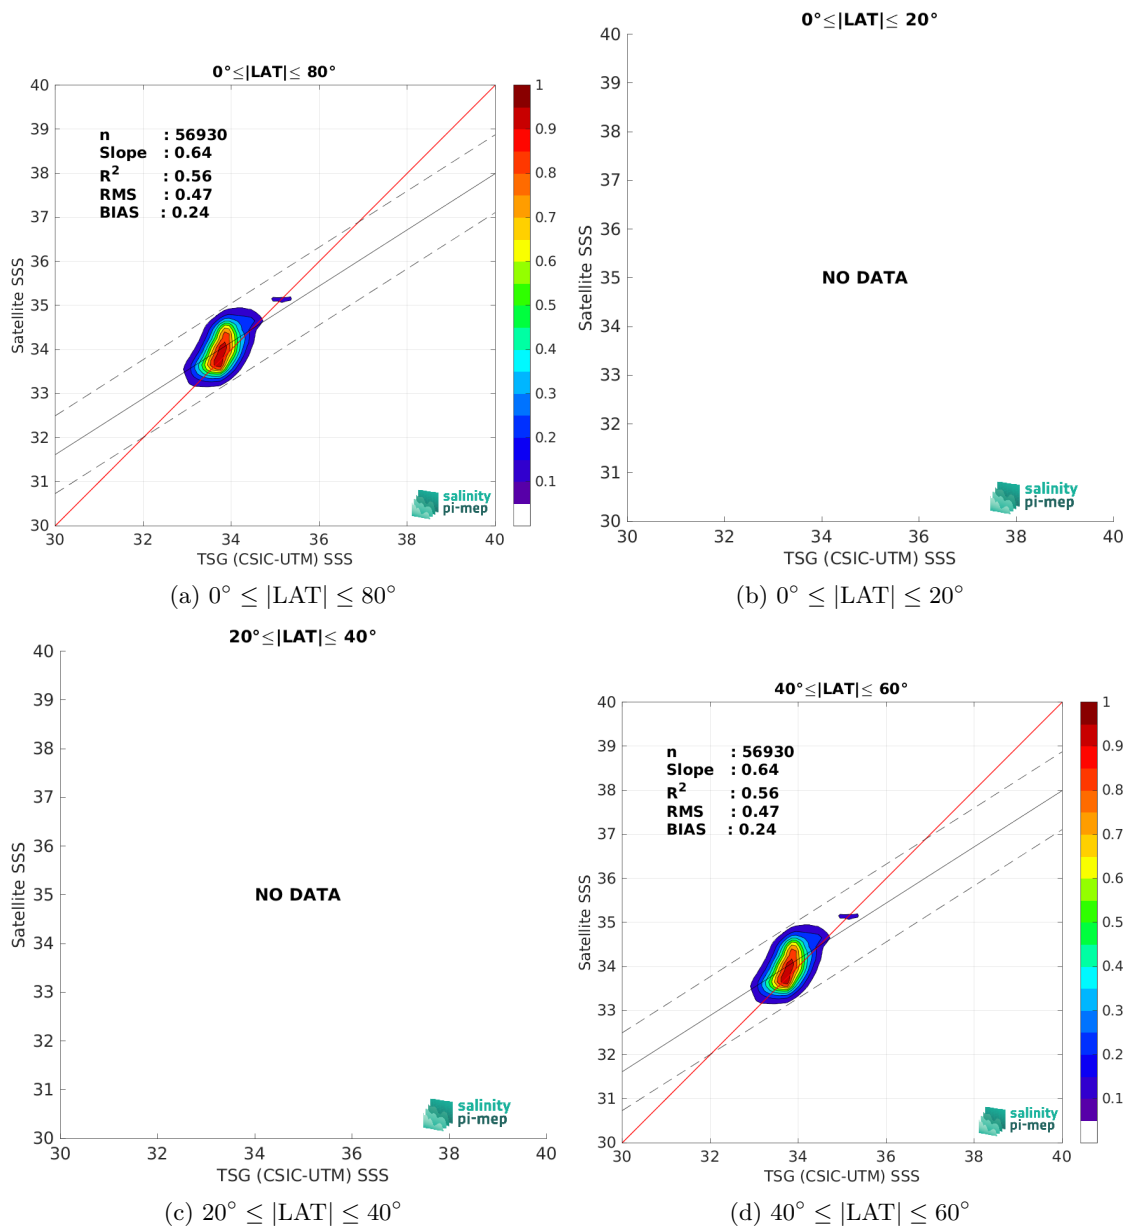 0°≤|LAT|≤ 80°
40
39
38
37
36
35
34
33
32
31
30
Satellite SSS
n : 56930
Slope : 0.64
R² : 0.56
RMS : 0.47
BIAS : 0.24
salinity
pi-mep
30 32 34 36 38 40
TSG (CSIC-UTM) SSS
1
0.9
0.8
0.7
0.6
0.5
0.4
0.3
0.2
0.1
(a) 0° ≤ |LAT| ≤ 80°
0°≤|LAT|≤ 20°
40
39
38
37
36
35
34
33
32
31
30
Satellite SSS
NO DATA
salinity
pi-mep
30 32 34 36 38 40
TSG (CSIC-UTM) SSS
(b) 0° ≤ |LAT| ≤ 20°
20°≤|LAT|≤ 40°
40
39
38
37
36
35
34
33
32
31
30
Satellite SSS
NO DATA
salinity
pi-mep
30 32 34 36 38 40
TSG (CSIC-UTM) SSS
(c) 20° ≤ |LAT| ≤ 40°
40°≤|LAT|≤ 60°
40
39
38
37
36
35
34
33
32
31
30
Satellite SSS
n : 56930
Slope : 0.64
R² : 0.56
RMS : 0.47
BIAS : 0.24
salinity
pi-mep
30 32 34 36 38 40
TSG (CSIC-UTM) SSS
1
0.9
0.8
0.7
0.6
0.5
0.4
0.3
0.2
0.1
(d) 40° ≤ |LAT| ≤ 60°